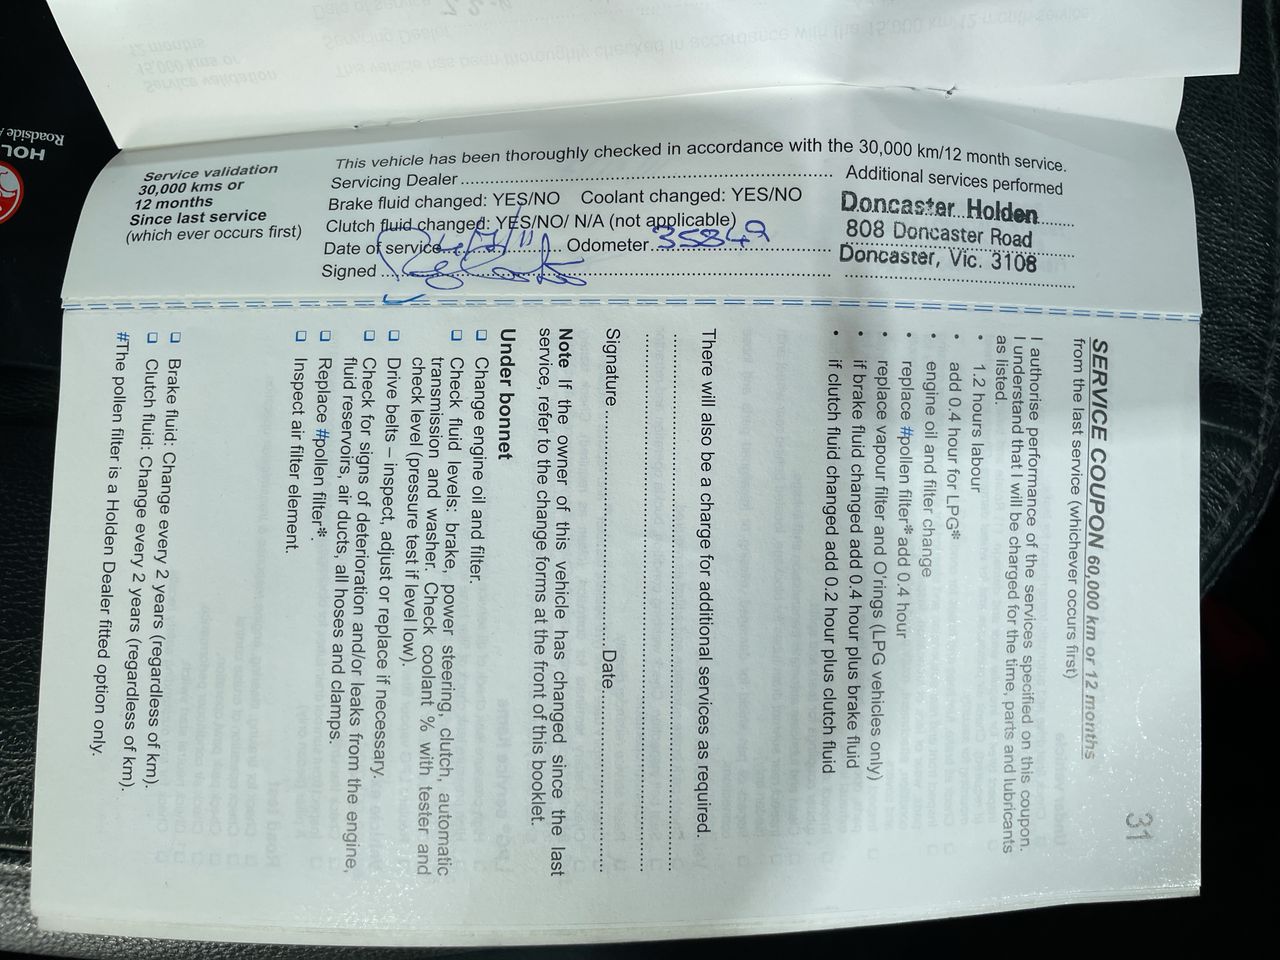 HOL
Roadside A
Service validation
30,000 kms or
12 months
Since last service
(which ever occurs first)
This vehicle has been thoroughly checked in accordance with the 30,000 km/12 month service.
Servicing Dealer
Brake fluid changed: YES/NO Coolant changed: YES/NO
Clutch fluid changed: YES/NO/ N/A (not applicable)
Date of service Odometer 35849
Signed
Additional services performed
Doncaster Holden
808 Doncaster Road
Doncaster, Vic. 3108
31
SERVICE COUPON 60,000 km or 12 months
from the last service (whichever occurs first)
I authorise performance of the services specified on this coupon.
I understand that I will be charged for the time, parts and lubricants
as listed.
• 1.2 hours labour
• add 0.4 hour for LPG*
• engine oil and filter change
• replace #pollen filter* add 0.4 hour
• replace vapour filter and O'rings (LPG vehicles only)
• if brake fluid changed add 0.4 hour plus brake fluid
• if clutch fluid changed add 0.2 hour plus clutch fluid
There will also be a charge for additional services as required.
Signature Date
Note If the owner of this vehicle has changed since the last
service, refer to the change forms at the front of this booklet.
Under bonnet
❏ Change engine oil and filter.
❏ Check fluid levels: brake, power steering, clutch, automatic
transmission and washer. Check coolant % with tester and
check level (pressure test if level low).
❏ Drive belts – inspect, adjust or replace if necessary.
❏ Check for signs of deterioration and/or leaks from the engine,
fluid reservoirs, air ducts, all hoses and clamps.
❏ Replace #pollen filter*.
❏ Inspect air filter element.
❏ Brake fluid: Change every 2 years (regardless of km).
❏ Clutch fluid: Change every 2 years (regardless of km).
#The pollen filter is a Holden Dealer fitted option only.